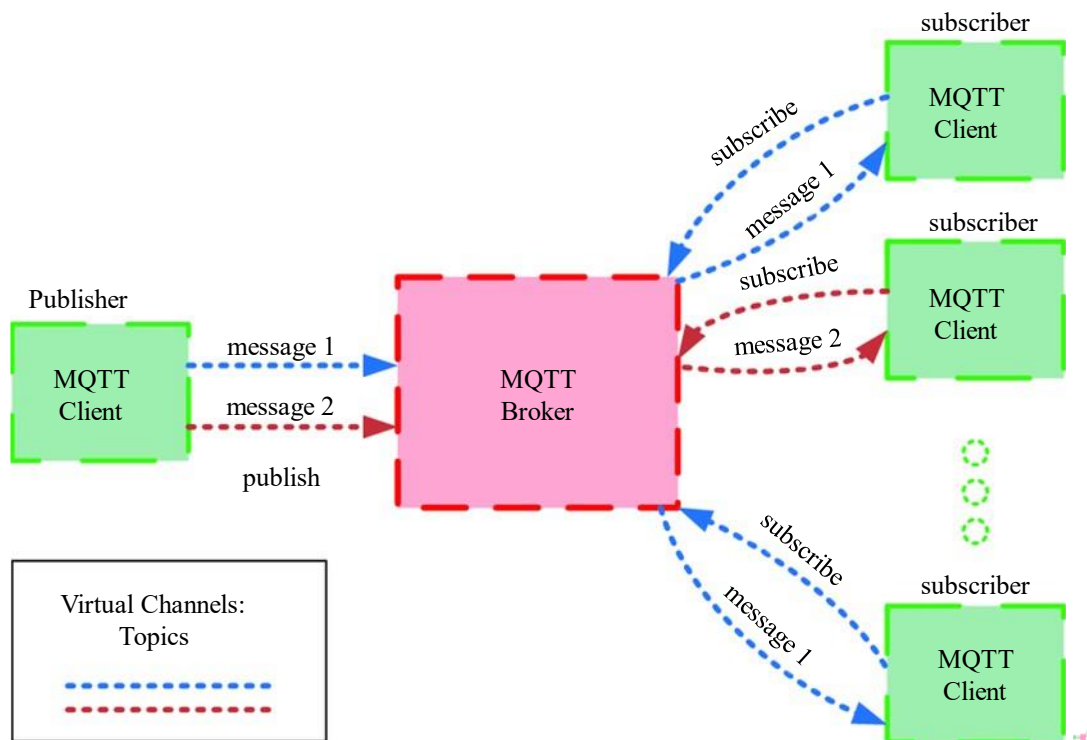 subscriber
MQTT
Client
subscribe
message 1
subscriber
MQTT
Client
subscribe
message 2
Publisher
MQTT
Client
message 1
message 2
publish
MQTT
Broker
subscriber
MQTT
Client
subscribe
message 1
Virtual Channels:
Topics